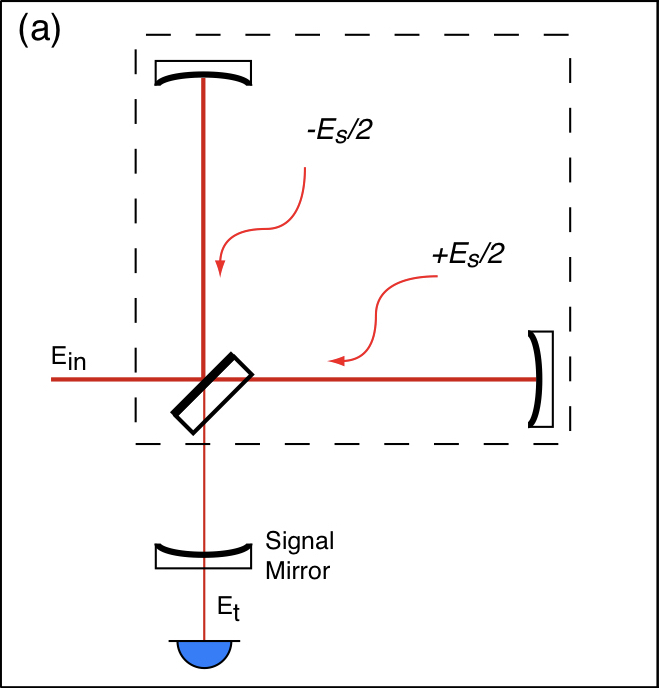 (a)
-Es/2
+Es/2
Ein
Signal
Mirror
Et